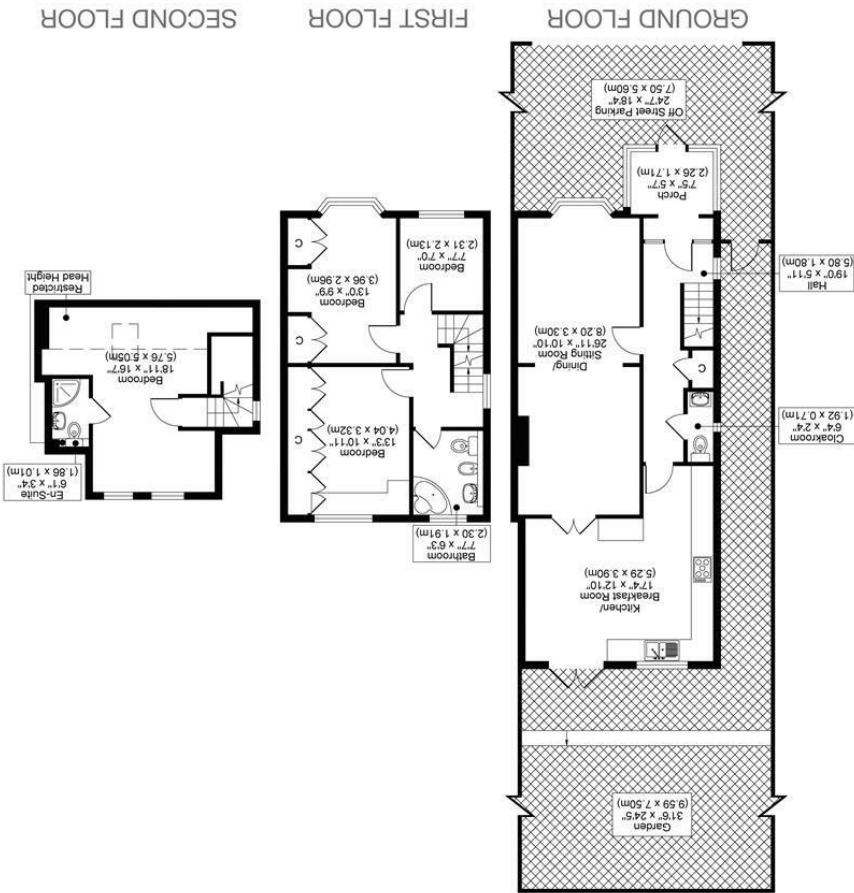 GROUND FLOOR
Off Street Parking
24'7" x 18'4"
(7.50 x 5.60m)
Porch
7'5" x 5'7"
(2.26 x 1.71m)
Hall
19'0" x 5'11"
(5.80 x 1.80m)
Dining/
Sitting Room
26'11" x 10'10"
(8.20 x 3.30m)
C
Cloakroom
6'4" x 2'4"
(1.92 x 0.71m)
Kitchen/
Breakfast Room
17'4" x 12'10"
(5.29 x 3.90m)
Garden
31'6" x 24'5"
(9.59 x 7.50m)
FIRST FLOOR
Bedroom
7'7" x 7'0"
(2.31 x 2.13m)
Bedroom
13'0" x 9'9"
(3.96 x 2.96m)
C
C
Bedroom
13'3" x 10'11"
(4.04 x 3.32m)
C
Bathroom
7'7" x 6'3"
(2.30 x 1.91m)
SECOND FLOOR
Restricted
Head Height
Bedroom
18'11" x 16'7"
(5.76 x 5.05m)
En-Suite
6'1" x 3'4"
(1.86 x 1.01m)